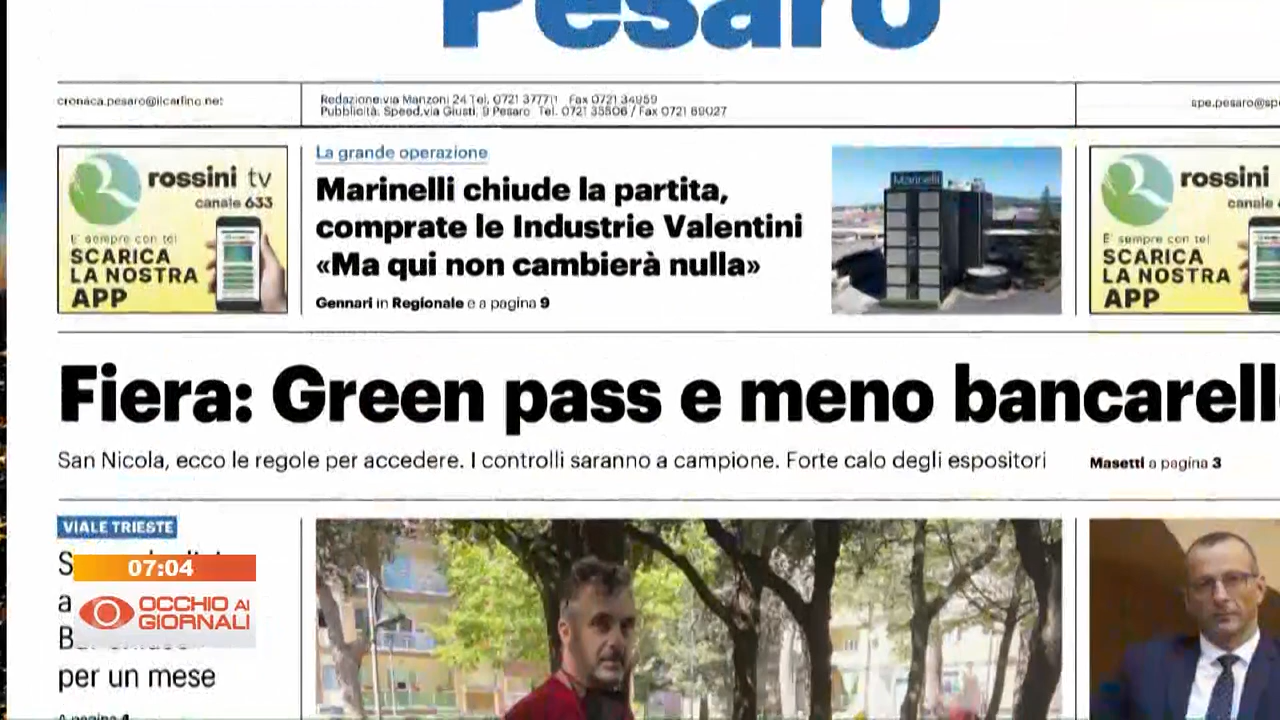 Pesaro
cronaca.pesaro@ilcarlino.net
Redazione:via Manzoni 24 Tel. 0721 377711 Fax 0721 34959
Pubblicità: Speed.via Giusti, 9 Pesaro Tel. 0721 35506 / Fax 0721 69027
rossini tv
canale 633
E' sempre con te!
SCARICA
LA NOSTRA
APP
La grande operazione
Marinelli chiude la partita,
comprate le Industrie Valentini
«Ma qui non cambierà nulla»
Gennari in Regionale e a pagina 9
Marinelli
rossini
canale
E' sempre con te!
SCARICA
LA NOSTRA
APP
Fiera: Green pass e meno bancarell
San Nicola, ecco le regole per accedere. I controlli saranno a campione. Forte calo degli espositori
Masetti a pagina 3
VIALE TRIESTE
07:04
OCCHIO AI
GIORNALI
per un mese
A pagina 4